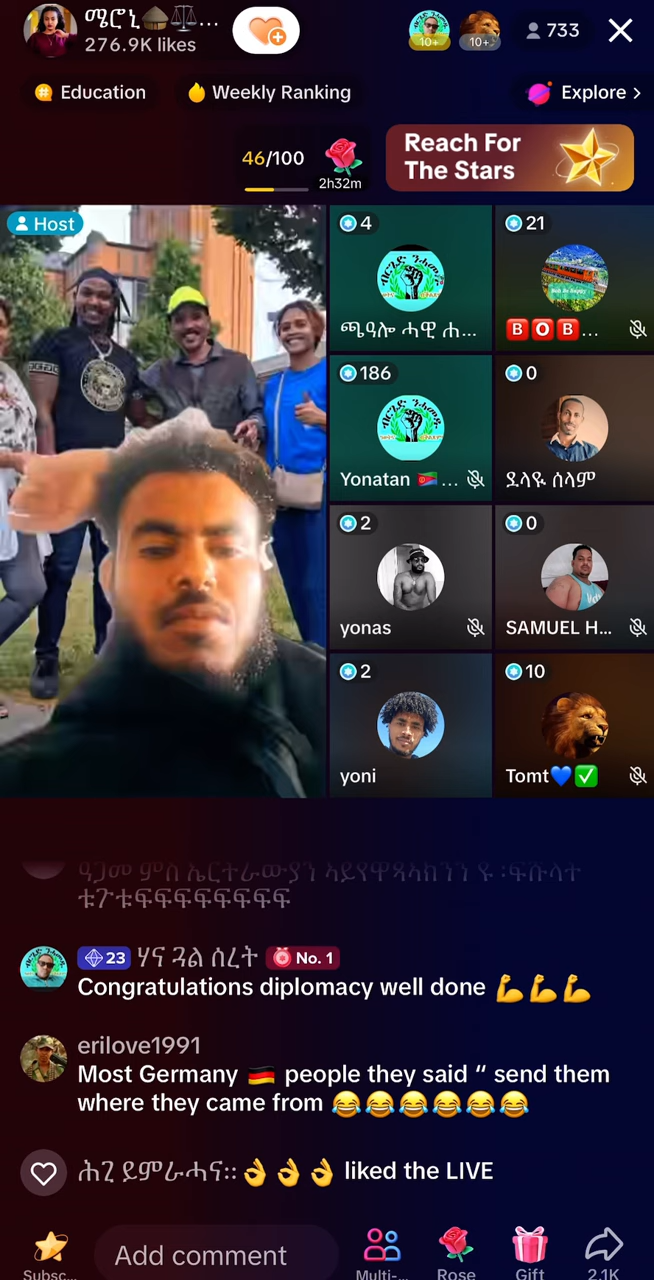 ሜሮኒ🛖⚖️...
276.9K likes
10+
10+
733
Education
Weekly Ranking
Explore >
46/100
2h32m
Reach For
The Stars
Host
4
ጫዓሎ ሓዊ ሐ...
21
B O B...
186
Yonatan 🇪🇷...
0
ደላዪ ሰላም
2
yonas
0
SAMUEL H...
2
yoni
10
Tomt💙✅
23 ሃና ጓል ሰረት No. 1
Congratulations diplomacy well done 💪💪💪
erilove1991
Most Germany 🇩🇪 people they said “ send them
where they came from 😂😂😂😂😂😂
ሕጊ ይምራሓና።👌👌👌 liked the LIVE
Subsc...
Add comment
Multi-...
Rose
Gift
2.1K